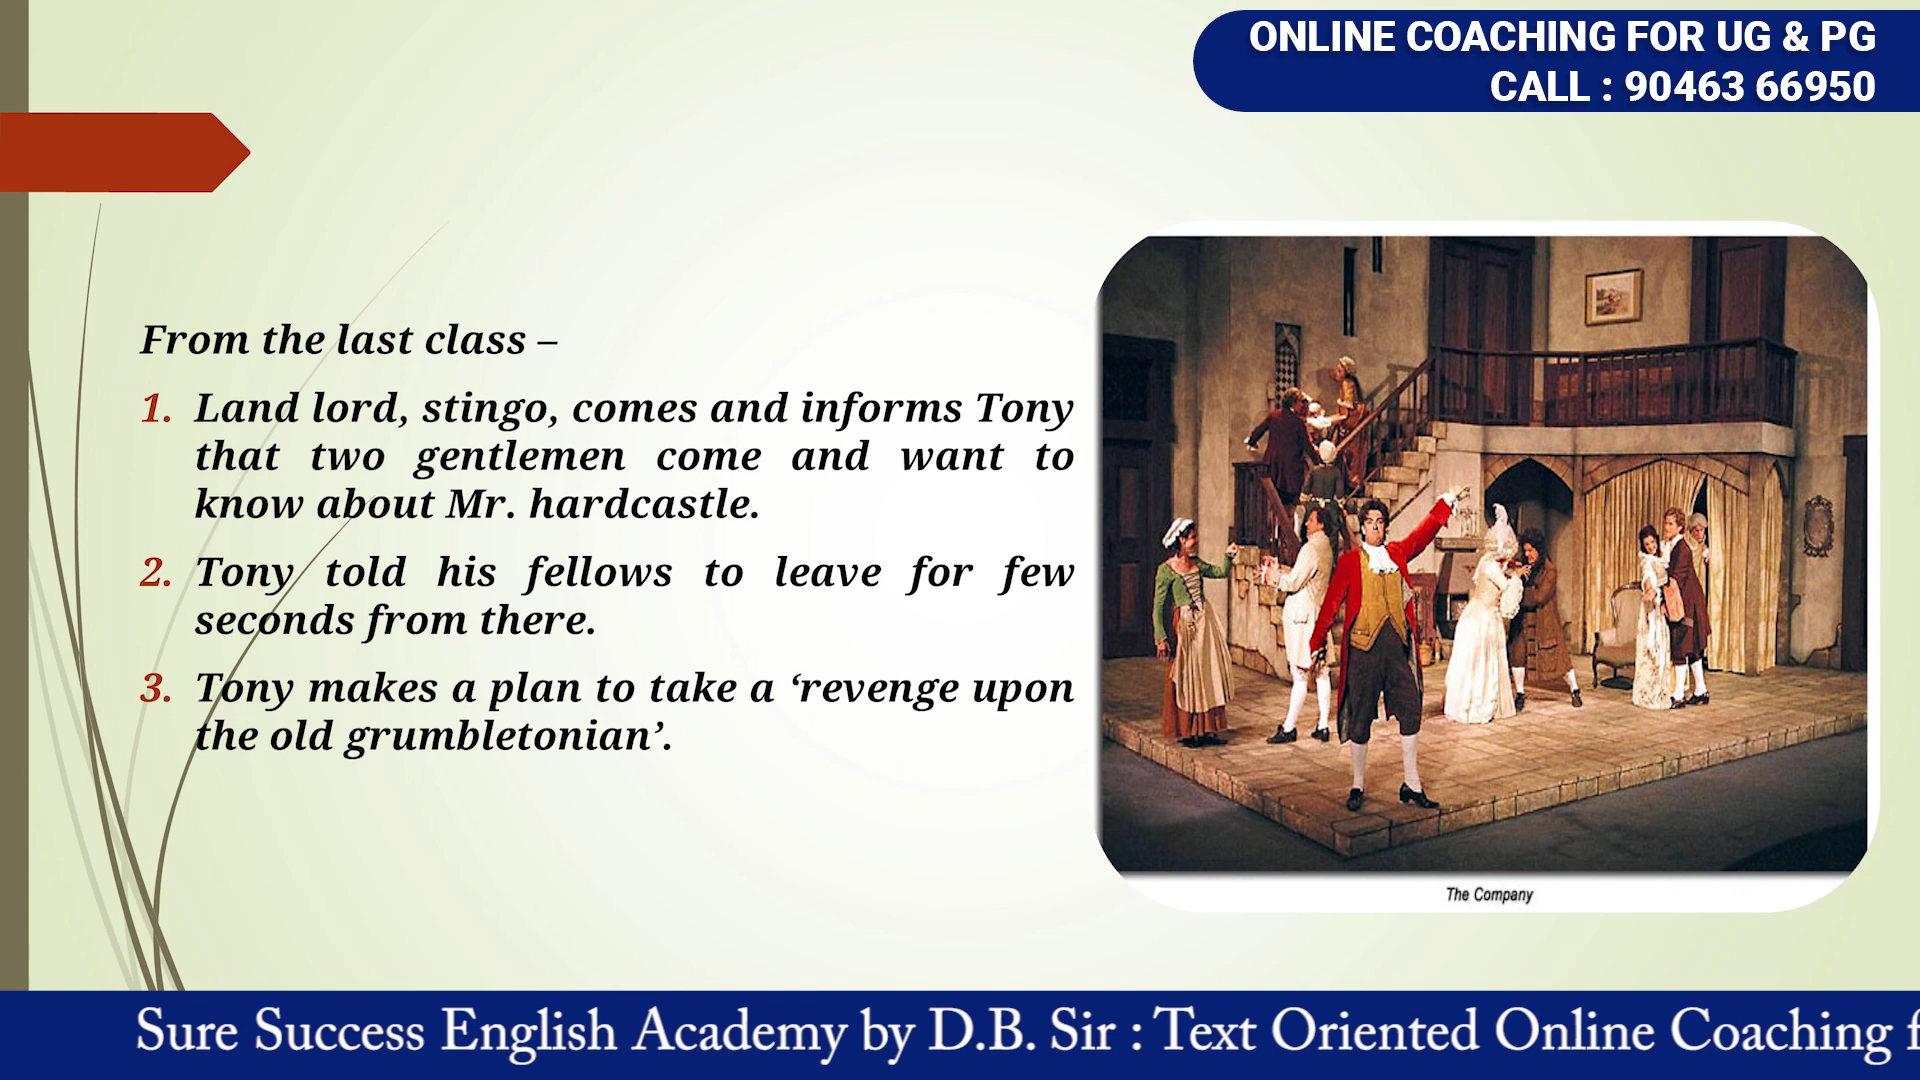 ONLINE COACHING FOR UG & PG
CALL : 90463 66950
From the last class –
1. Land lord, stingo, comes and informs Tony
that two gentlemen come and want to
know about Mr. hardcastle.
2. Tony told his fellows to leave for few
seconds from there.
3. Tony makes a plan to take a ‘revenge upon
the old grumbletonian’.
The Company
Sure Success English Academy by D.B. Sir : Text Oriented Online Coaching f